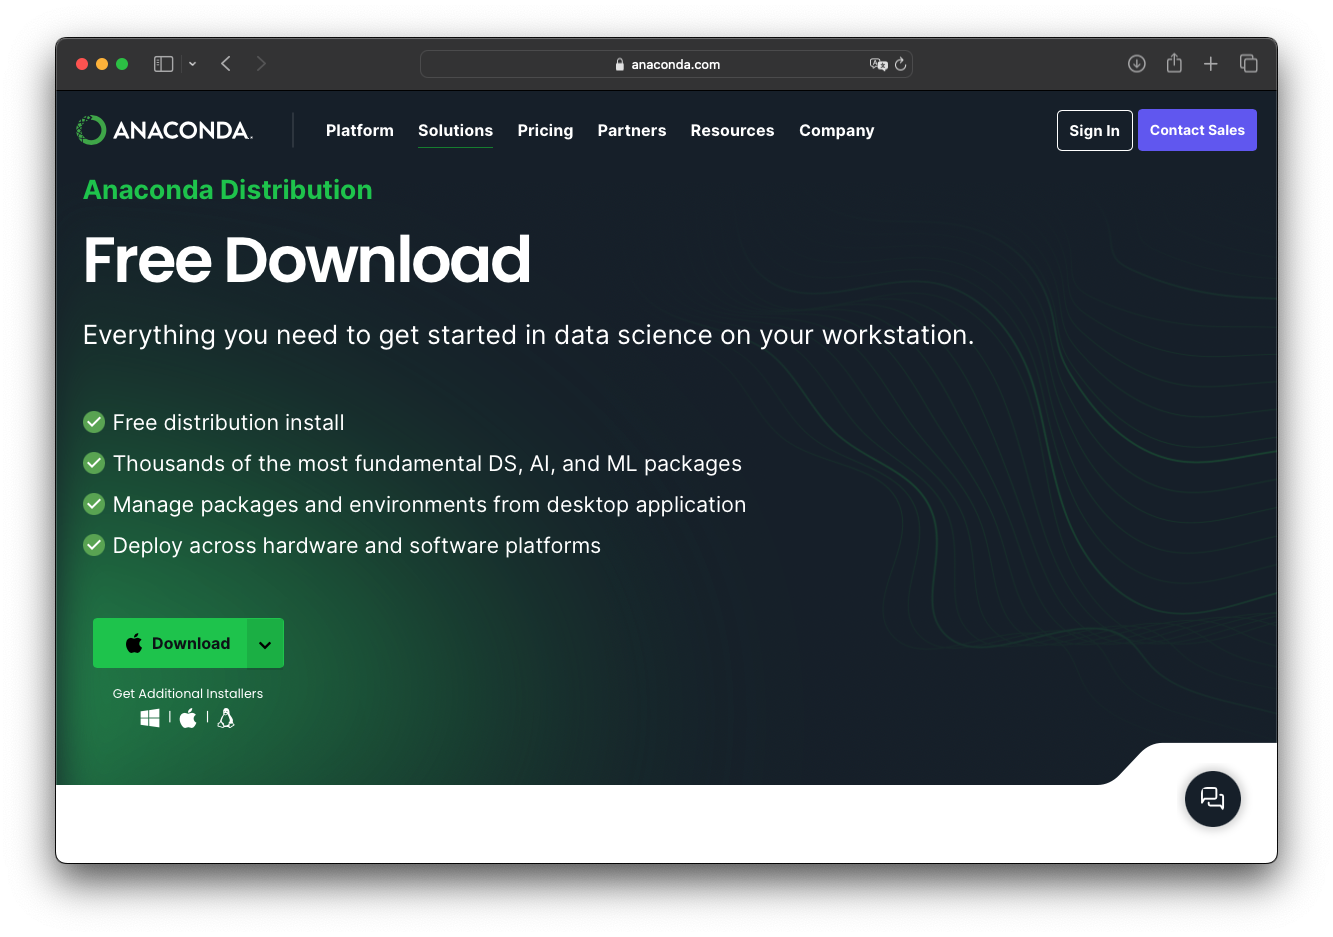 anaconda.com
ANACONDA.
Platform
Solutions
Pricing
Partners
Resources
Company
Sign In
Contact Sales
Anaconda Distribution
Free Download
Everything you need to get started in data science on your workstation.
Free distribution install
Thousands of the most fundamental DS, AI, and ML packages
Manage packages and environments from desktop application
Deploy across hardware and software platforms
Download
Get Additional Installers